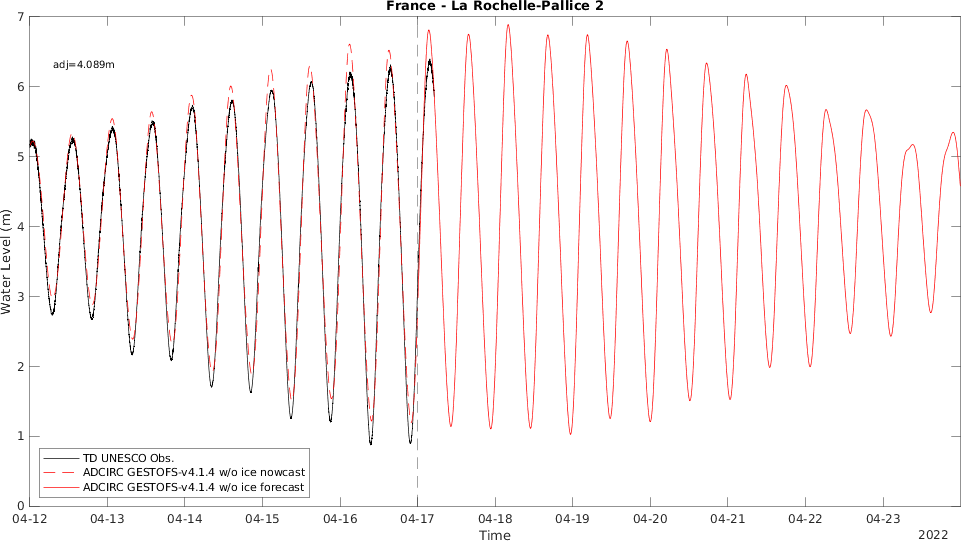 France - La Rochelle-Pallice 2
adj=4.089m
7
6
5
4
3
2
1
0
Water Level (m)
TD UNESCO Obs.
ADCIRC GESTOFS-v4.1.4 w/o ice nowcast
ADCIRC GESTOFS-v4.1.4 w/o ice forecast
04-12 04-13 04-14 04-15 04-16 04-17 04-18 04-19 04-20 04-21 04-22 04-23
Time
2022